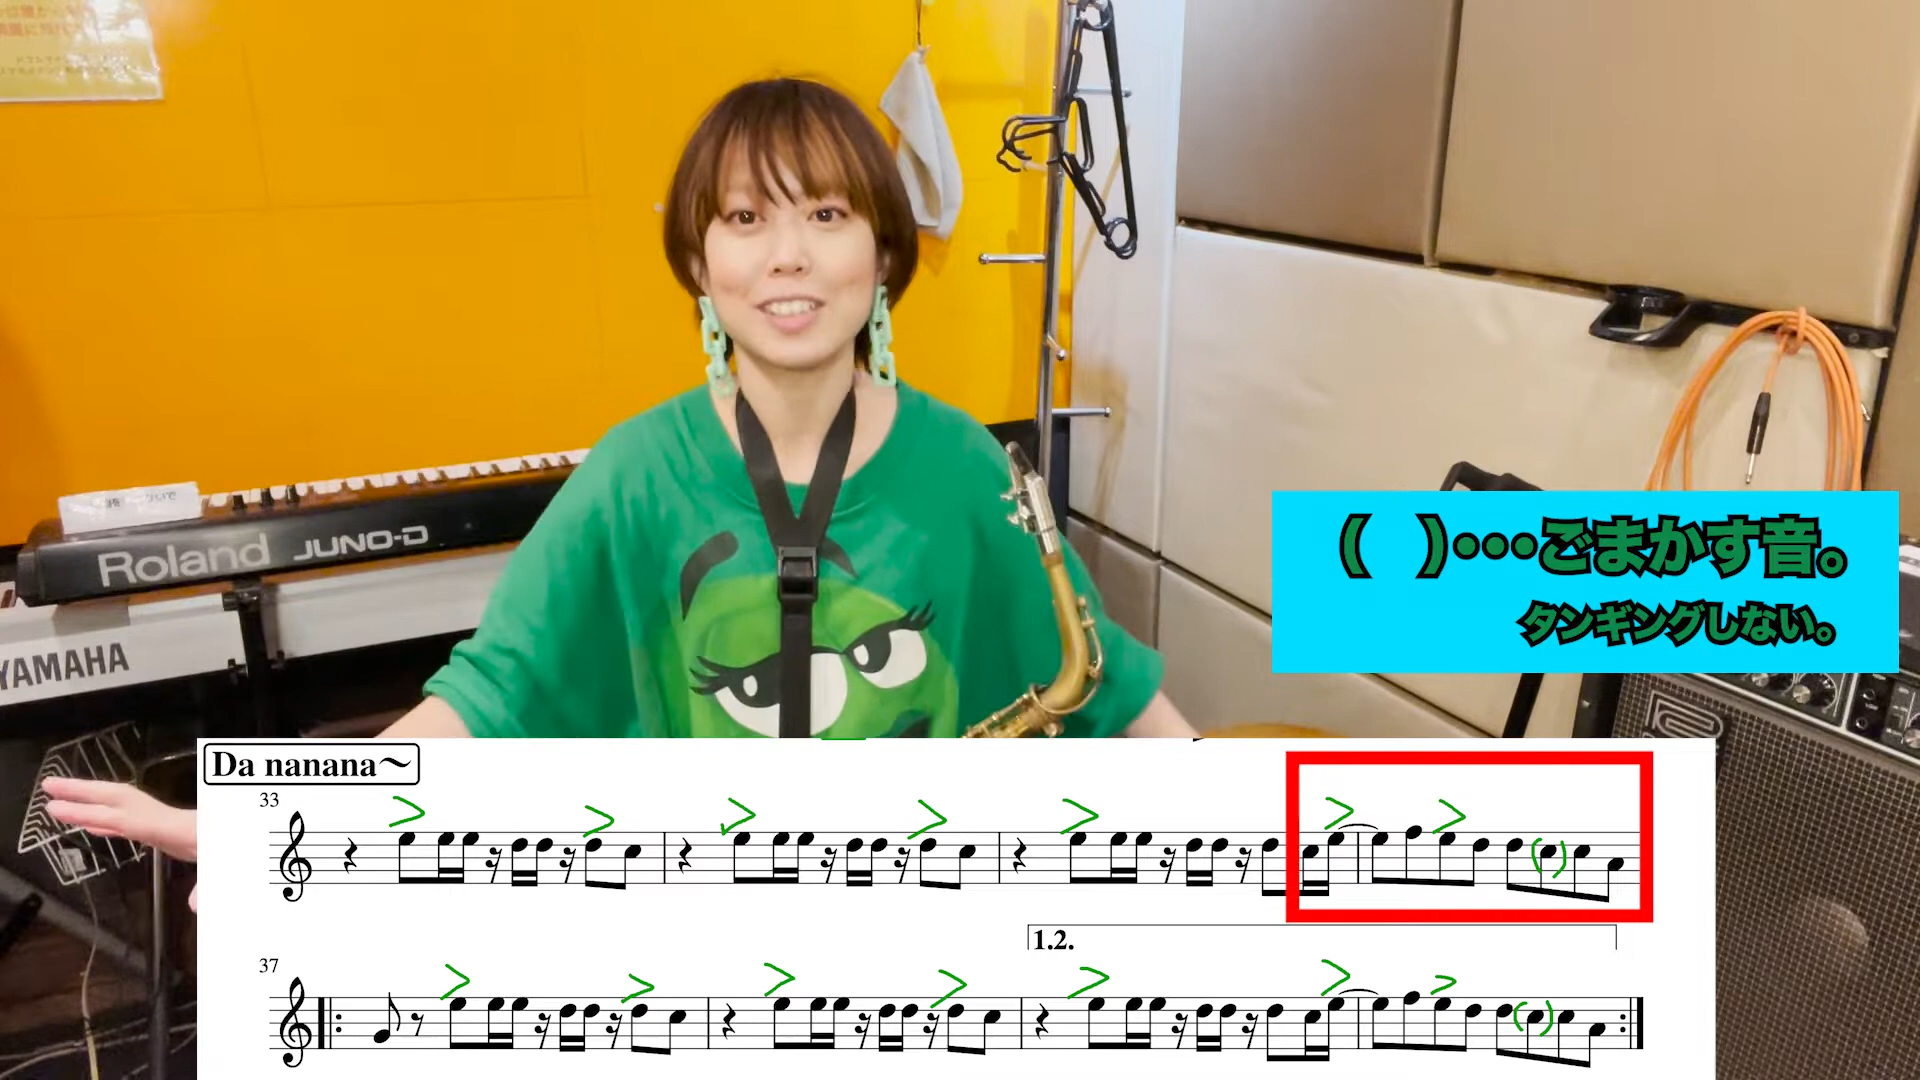 Roland JUNO-D
YAMAHA
( )…ごまかす音。
タンギングしない。
Da nanana～
33
37
1.2.